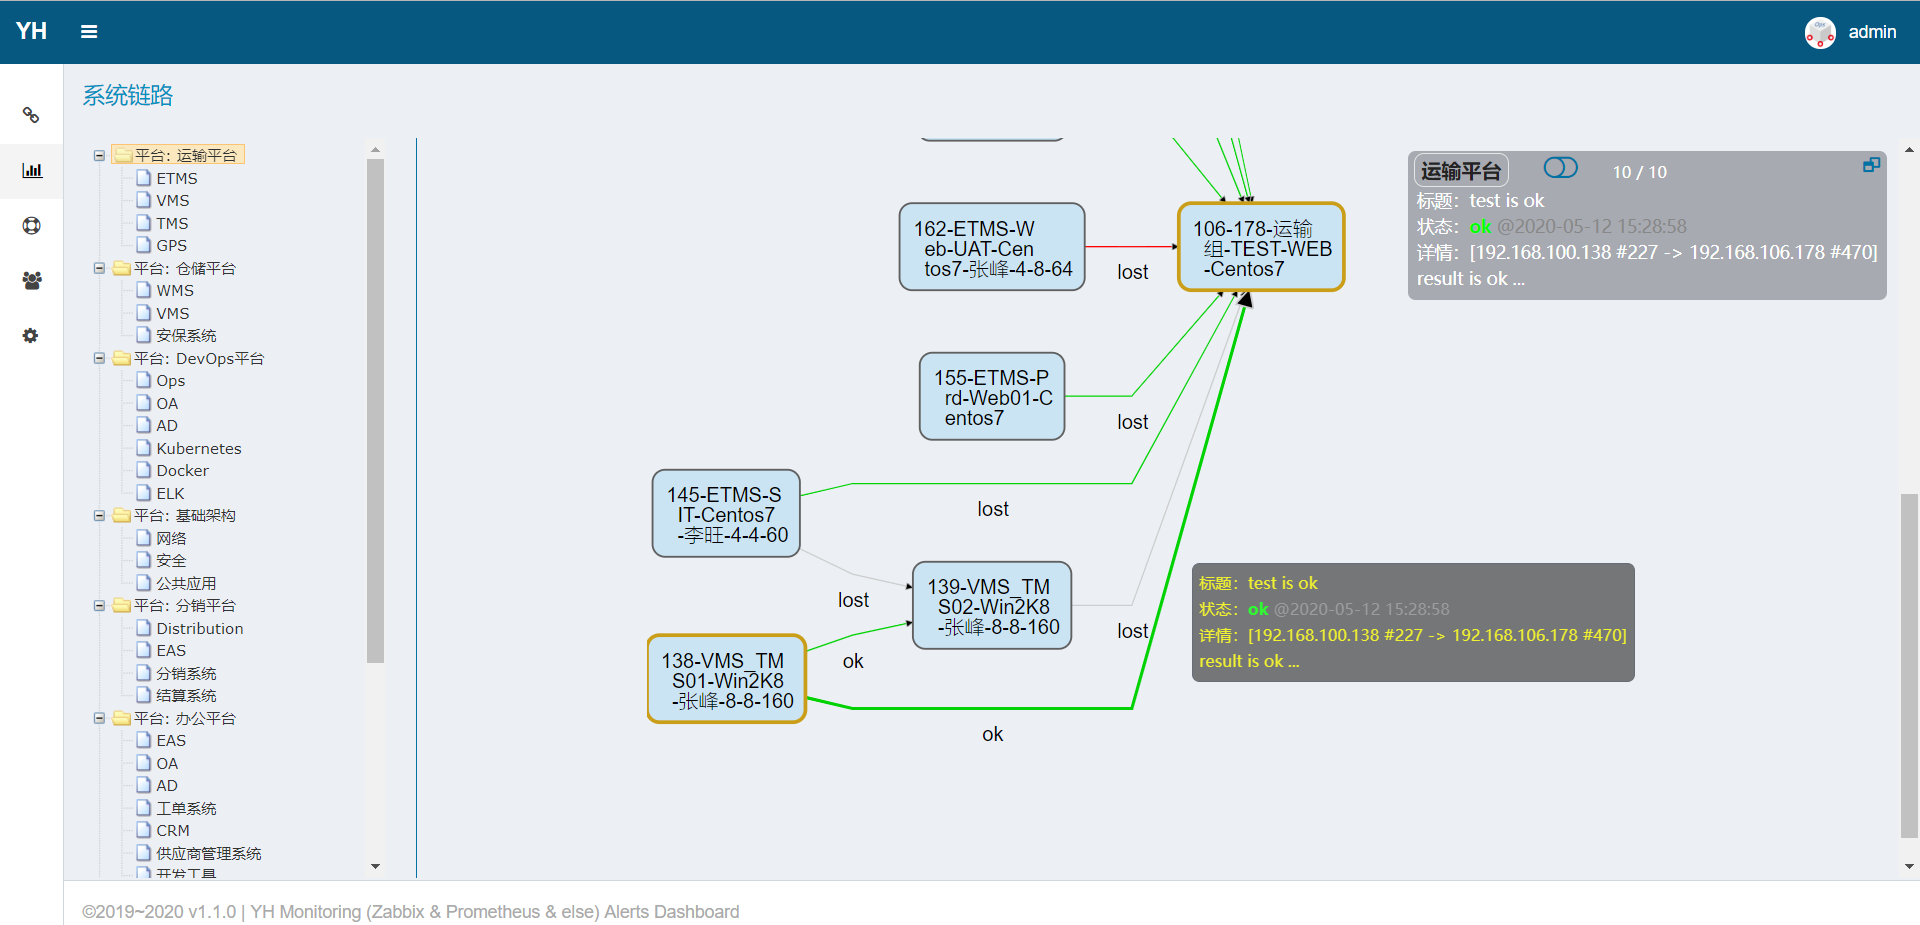 YH
admin
系统链路
平台: 运输平台
ETMS
VMS
TMS
GPS
平台: 仓储平台
WMS
VMS
安保系统
平台: DevOps平台
Ops
OA
AD
Kubernetes
Docker
ELK
平台: 基础架构
网络
安全
公共应用
平台: 分销平台
Distribution
EAS
分销系统
结算系统
平台: 办公平台
EAS
OA
AD
工单系统
CRM
供应商管理系统
开发工具
162-ETMS-W
eb-UAT-Cen
tos7-张峰-4-8-64
lost
106-178-运输
组-TEST-WEB
-Centos7
155-ETMS-P
rd-Web01-C
entos7
lost
145-ETMS-S
IT-Centos7
-李旺-4-4-60
lost
lost
139-VMS_TM
S02-Win2K8
-张峰-8-8-160
lost
138-VMS_TM
S01-Win2K8
-张峰-8-8-160
ok
ok
运输平台 10 / 10
标题：test is ok
状态：ok @2020-05-12 15:28:58
详情：[192.168.100.138 #227 -> 192.168.106.178 #470]
result is ok ...
标题：test is ok
状态：ok @2020-05-12 15:28:58
详情：[192.168.100.138 #227 -> 192.168.106.178 #470]
result is ok ...
©2019~2020 v1.1.0 | YH Monitoring (Zabbix & Prometheus & else) Alerts Dashboard